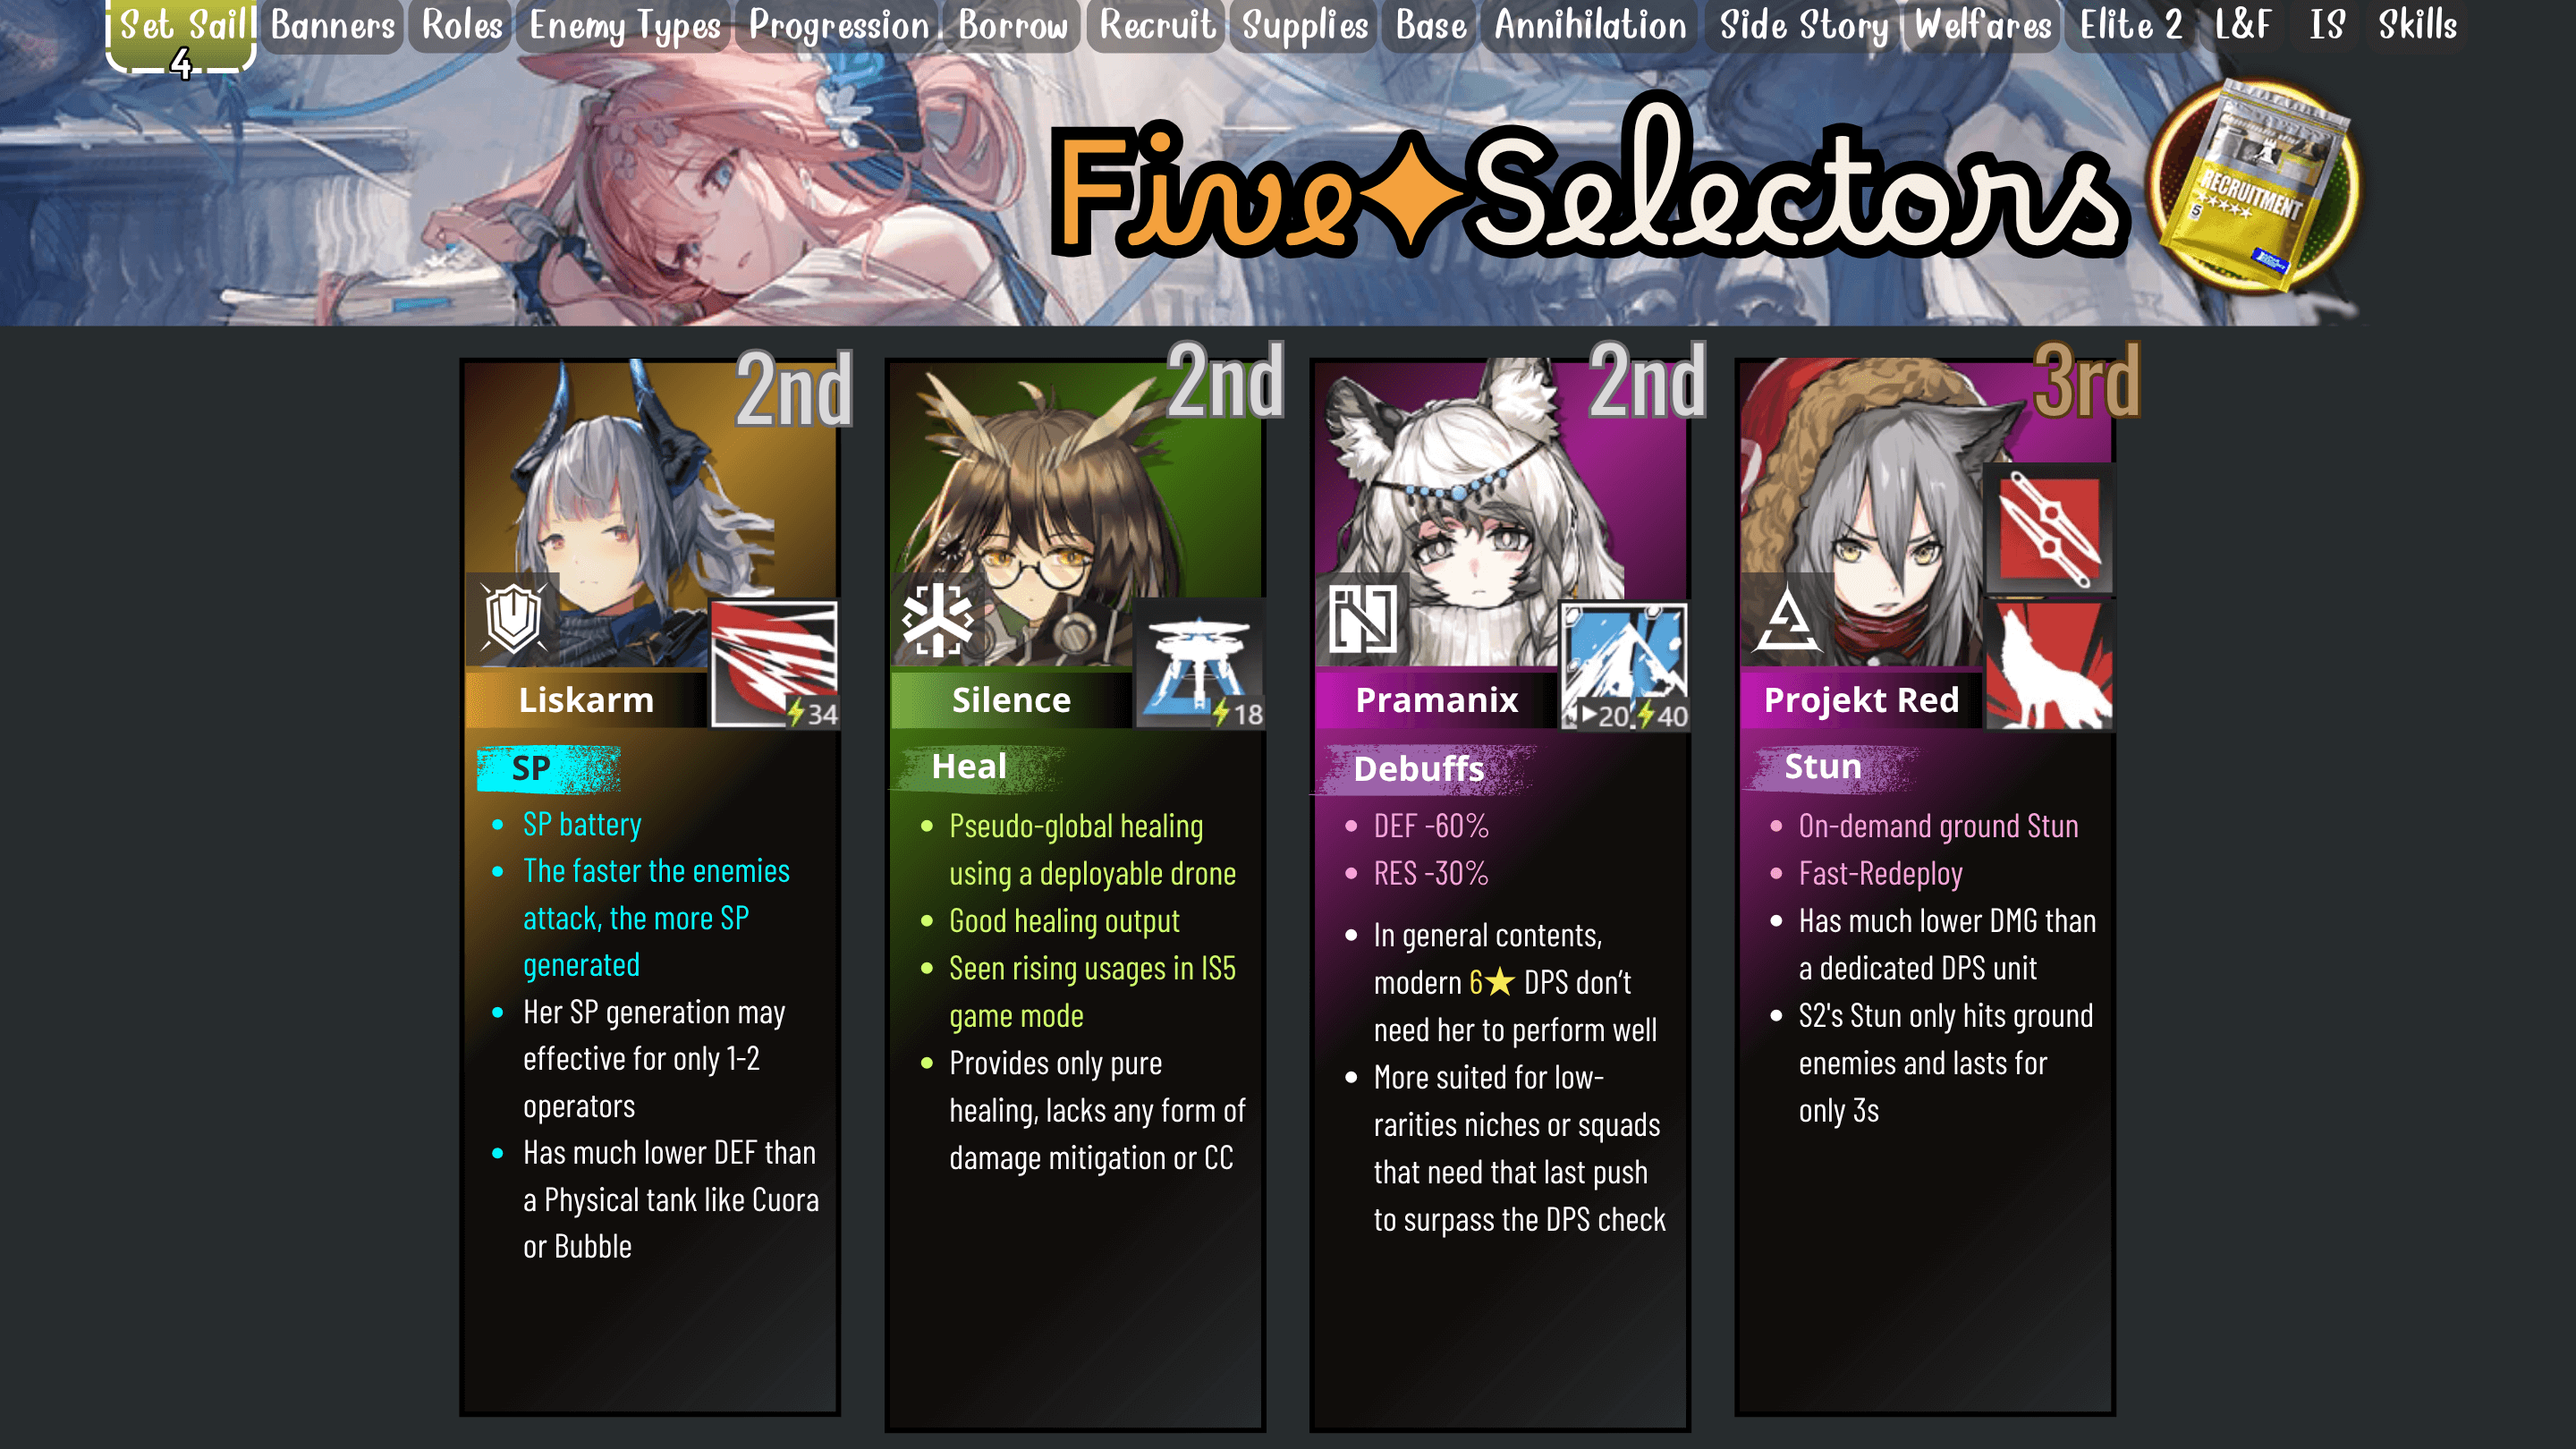 Set Sail Banners Roles Enemy Types Progression Borrow Recruit Supplies Base Annihilation Side Story Welfares Elite 2 L&F IS Skills
4
Five Selectors
RECRUITMENT
5
2nd
Liskarm
34
SP
SP battery
The faster the enemies
attack, the more SP
generated
Her SP generation may
effective for only 1-2
operators
Has much lower DEF than
a Physical tank like Cuora
or Bubble
2nd
Silence
18
Heal
Pseudo-global healing
using a deployable drone
Good healing output
Seen rising usages in IS5
game mode
Provides only pure
healing, lacks any form of
damage mitigation or CC
2nd
Pramanix
20 40
Debuffs
DEF -60%
RES -30%
In general contents,
modern 6★ DPS don't
need her to perform well
More suited for low-
rarities niches or squads
that need that last push
to surpass the DPS check
3rd
Projekt Red
Stun
On-demand ground Stun
Fast-Redeploy
Has much lower DMG than
a dedicated DPS unit
S2's Stun only hits ground
enemies and lasts for
only 3s